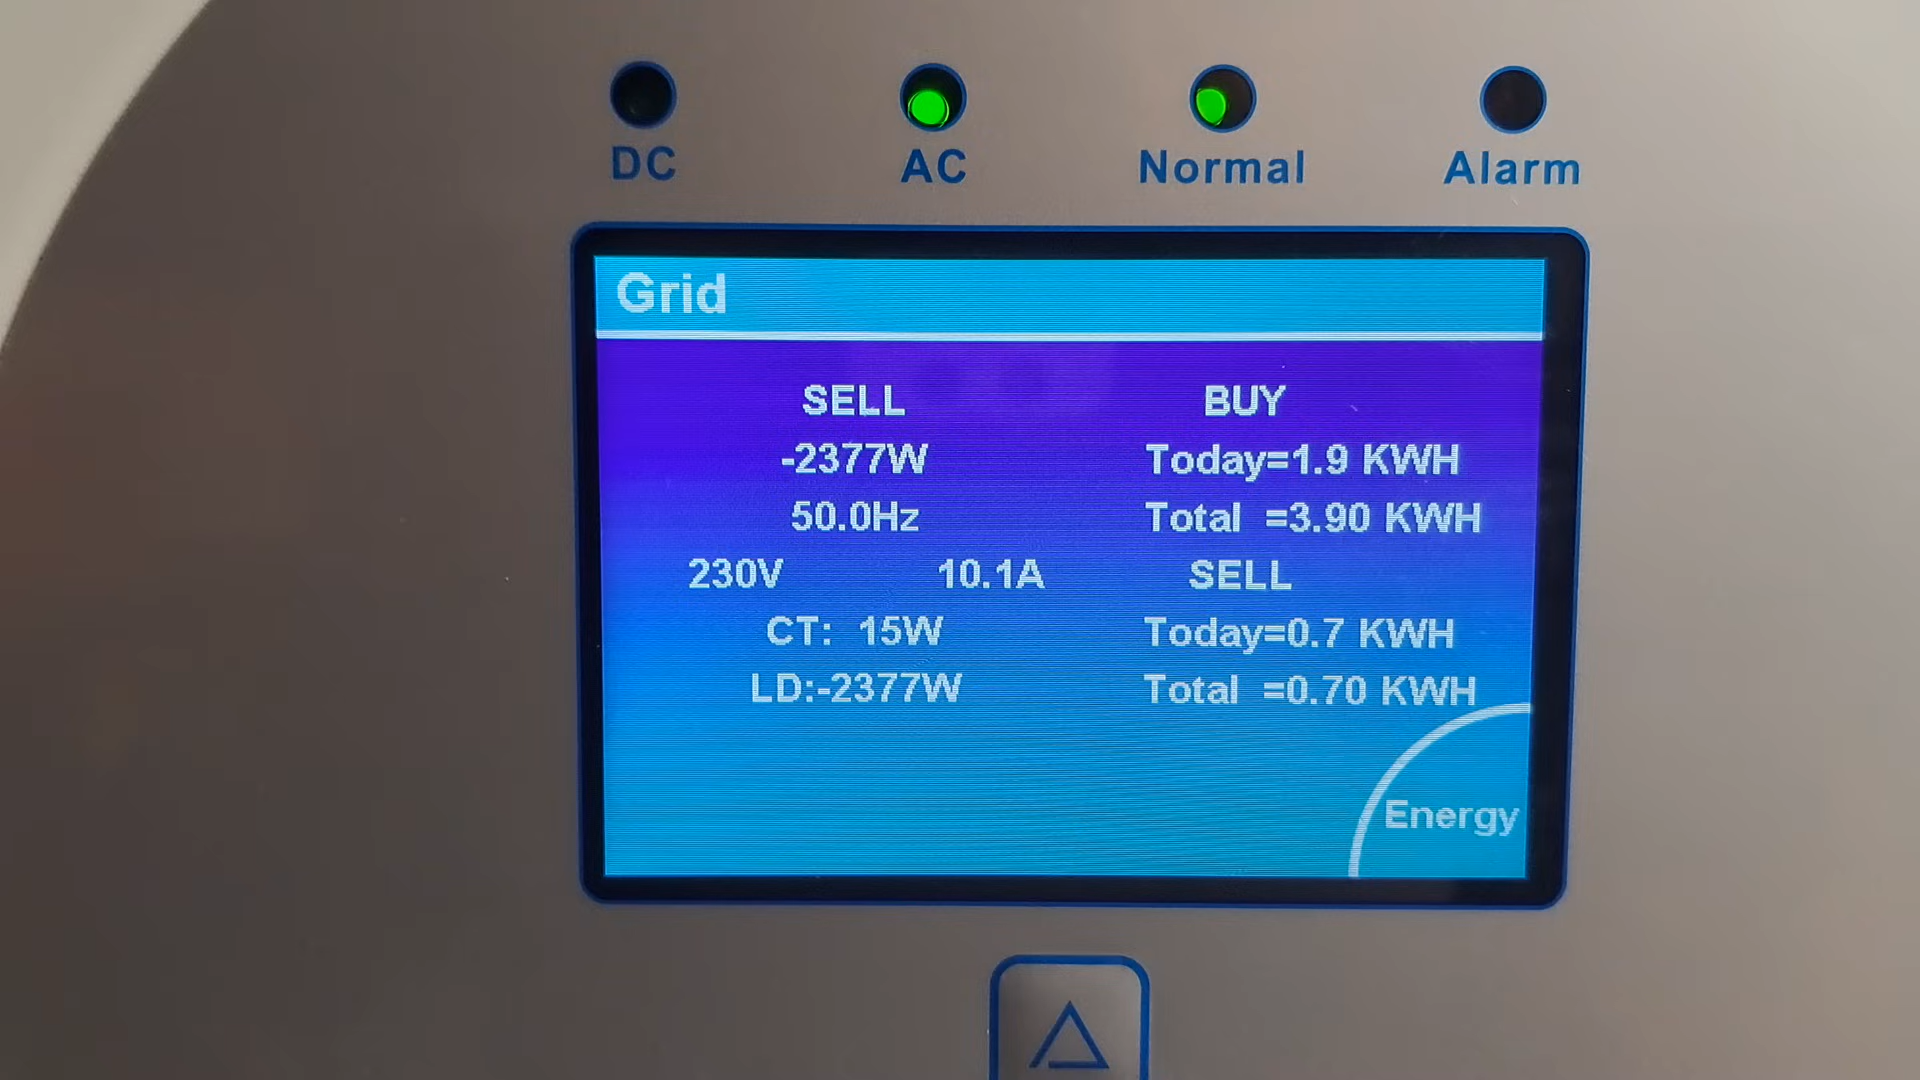 DC AC Normal Alarm
Grid
SELL BUY
-2377W Today=1.9 KWH
50.0Hz Total =3.90 KWH
230V 10.1A SELL
CT: 15W Today=0.7 KWH
LD:-2377W Total =0.70 KWH
Energy